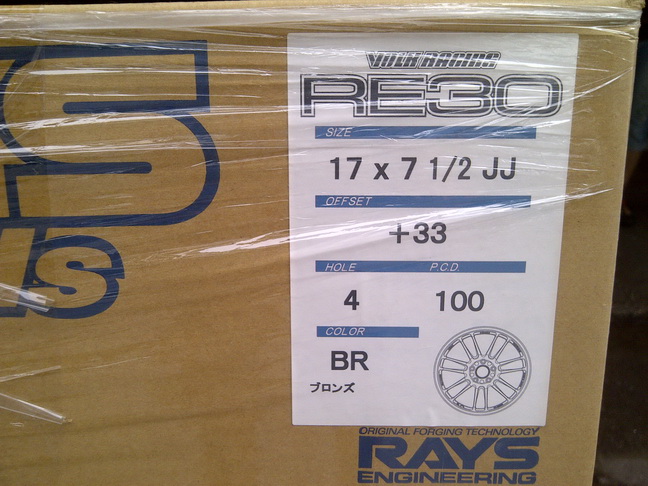 VOLK RACING
RE30
SIZE
17 x 7 1/2 JJ
OFFSET
+33
HOLE P.C.D.
4 100
COLOR
BR
ブロンズ
ORIGINAL FORGING TECHNOLOGY
RAYS
ENGINEERING